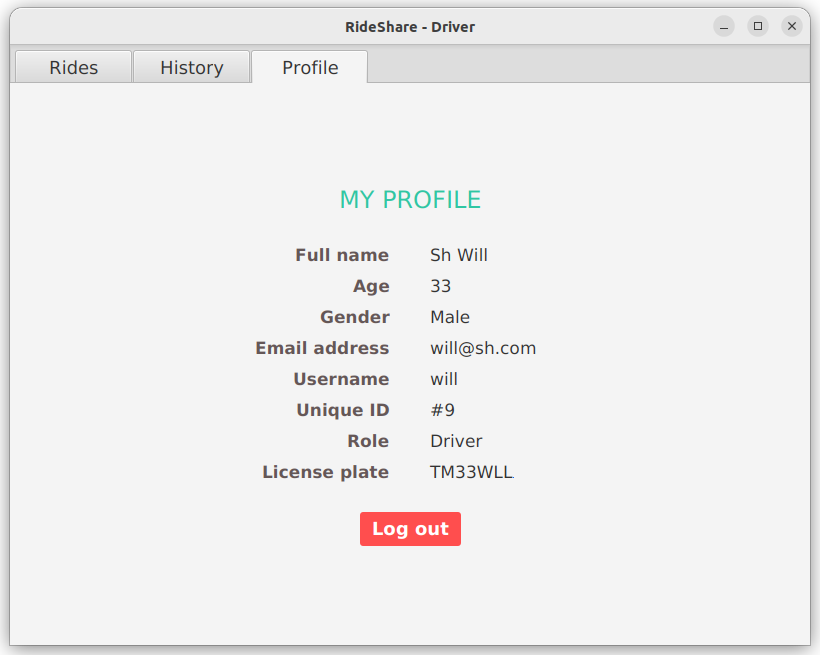 RideShare - Driver
Rides History Profile
MY PROFILE
Full name Sh Will
Age 33
Gender Male
Email address will@sh.com
Username will
Unique ID #9
Role Driver
License plate TM33WLL
Log out